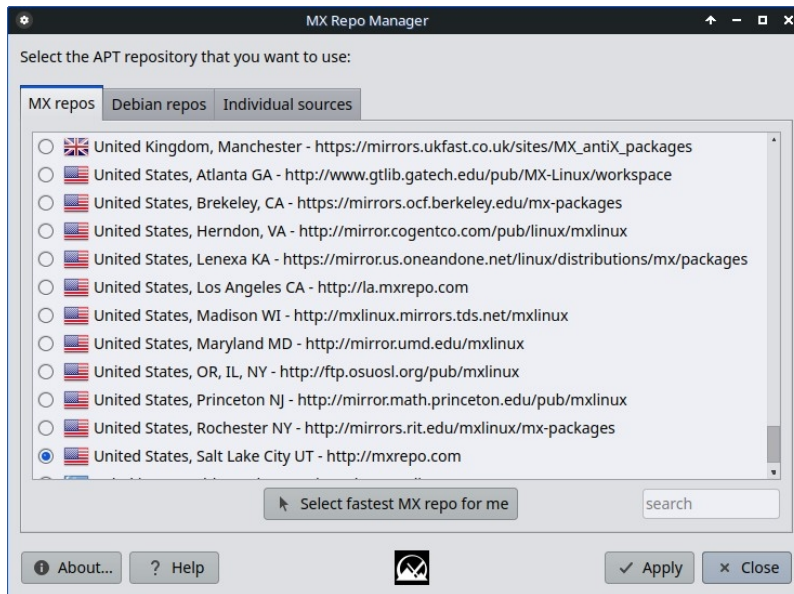 MX Repo Manager
Select the APT repository that you want to use:
MX repos Debian repos Individual sources
United Kingdom, Manchester - https://mirrors.ukfast.co.uk/sites/MX_antiX_packages
United States, Atlanta GA - http://www.gtlib.gatech.edu/pub/MX-Linux/workspace
United States, Brekeley, CA - https://mirrors.ocf.berkeley.edu/mx-packages
United States, Herndon, VA - http://mirror.cogentco.com/pub/linux/mxlinux
United States, Lenexa KA - https://mirror.us.oneandone.net/linux/distributions/mx/packages
United States, Los Angeles CA - http://la.mxrepo.com
United States, Madison WI - http://mxlinux.mirrors.tds.net/mxlinux
United States, Maryland MD - http://mirror.umd.edu/mxlinux
United States, OR, IL, NY - http://ftp.osuosl.org/pub/mxlinux
United States, Princeton NJ - http://mirror.math.princeton.edu/pub/mxlinux
United States, Rochester NY - http://mirrors.rit.edu/mxlinux/mx-packages
United States, Salt Lake City UT - http://mxrepo.com
Select fastest MX repo for me search
About... ? Help Apply Close